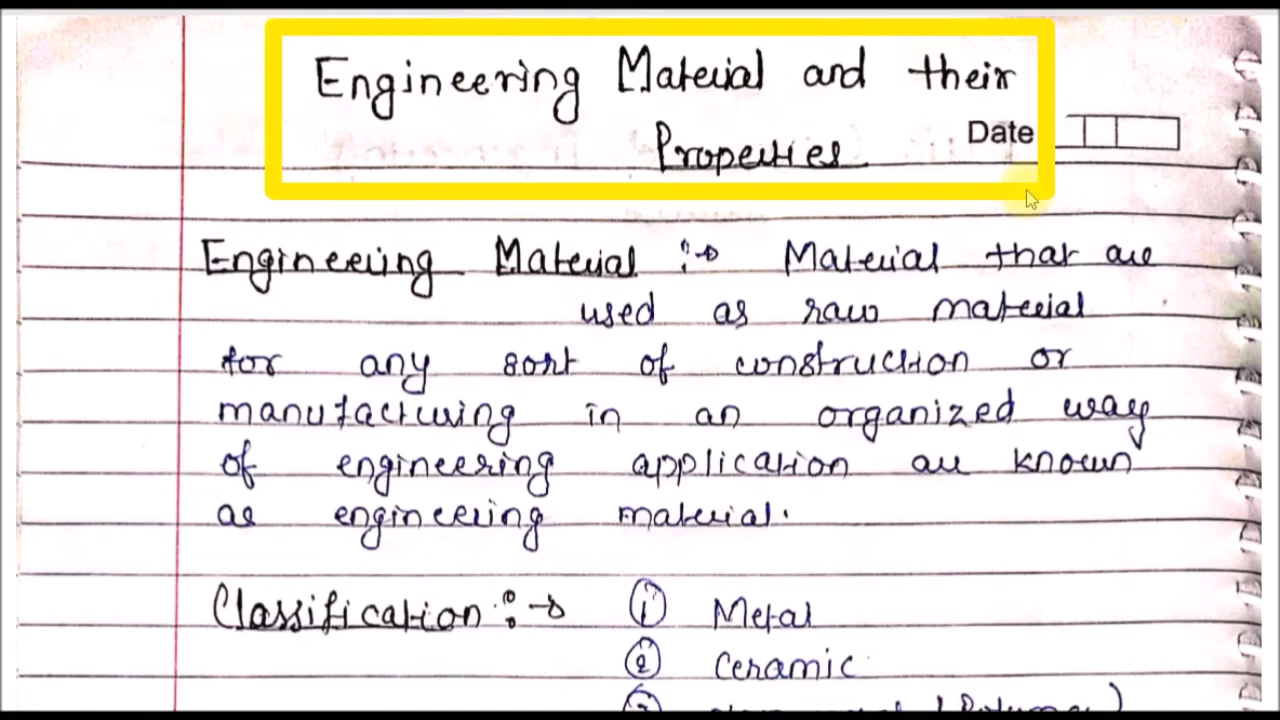 Engineering Material and their
Properties
Date
Engineering Material :→ Material that are
used as raw material
for any sort of construction or
manufacturing in an organized way
of engineering application are known
as engineering material.
Classification :→ ① Metal
② Ceramic
③